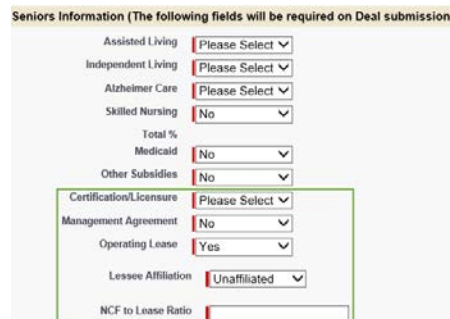 Seniors Information (The following fields will be required on Deal submission
Assisted Living Please Select
Independent Living Please Select
Alzheimer Care Please Select
Skilled Nursing No
Total %
Medicaid No
Other Subsidies No
Certification/Licensure Please Select
Management Agreement No
Operating Lease Yes
Lessee Affiliation Unaffiliated
NCF to Lease Ratio